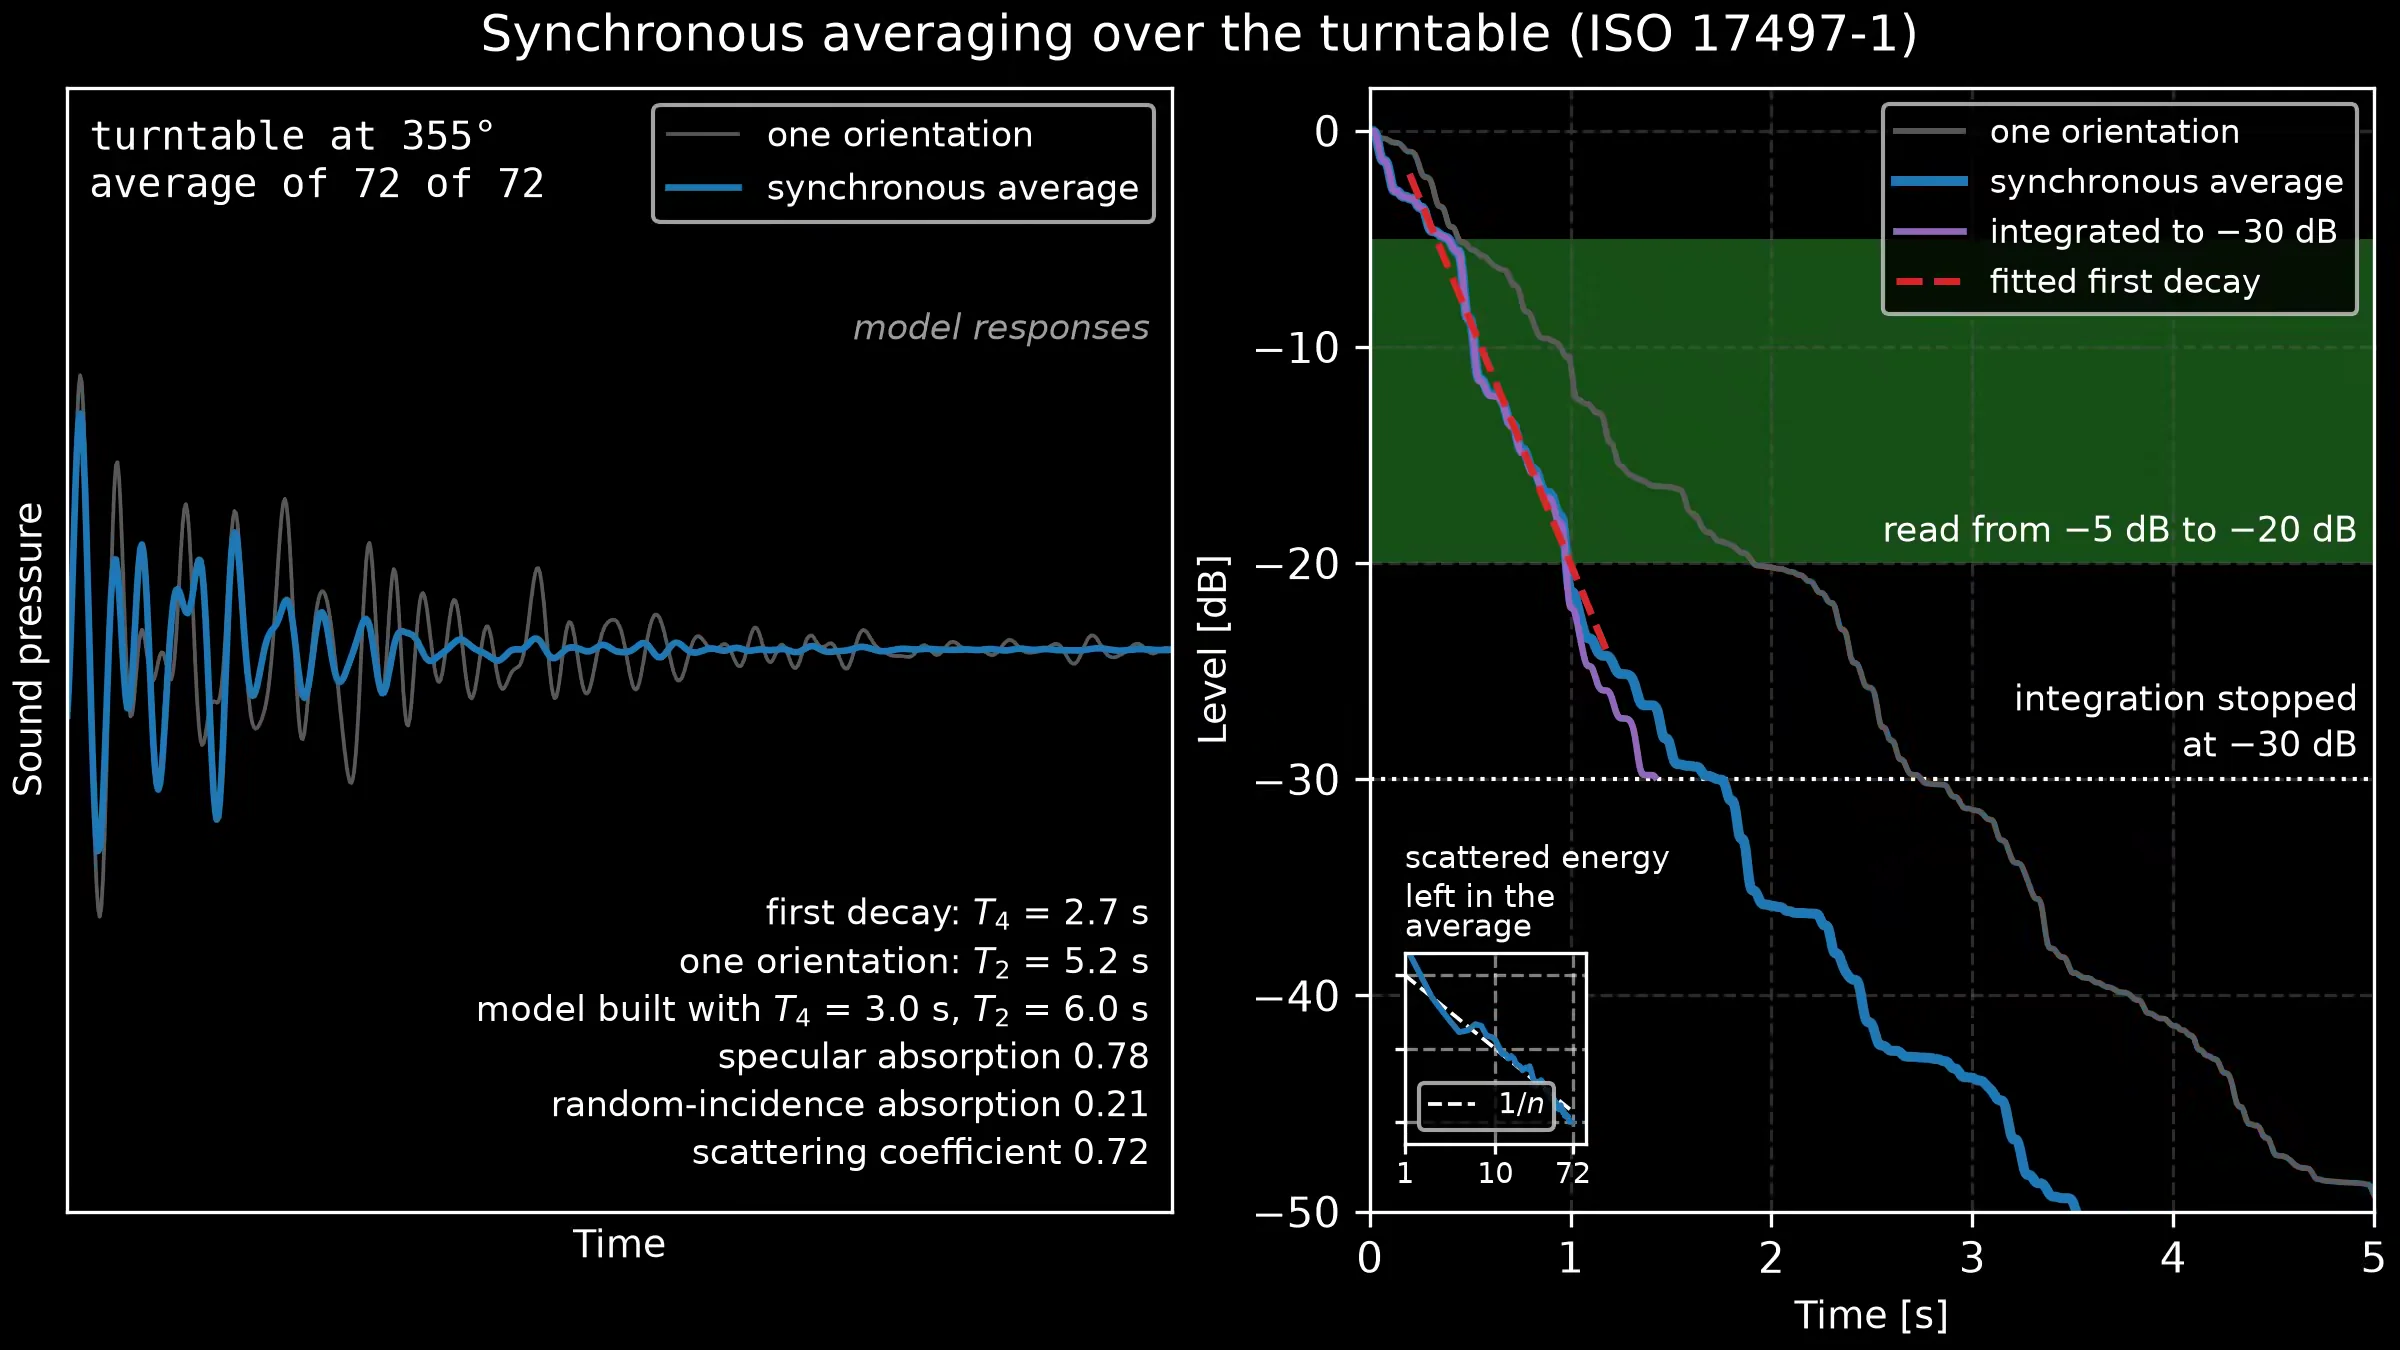 Synchronous averaging over the turntable (ISO 17497-1)
turntable at 355°
average of 72 of 72
one orientation
synchronous average
model responses
Sound pressure
first decay: T4 = 2.7 s
one orientation: T2 = 5.2 s
model built with T4 = 3.0 s, T2 = 6.0 s
specular absorption 0.78
random-incidence absorption 0.21
scattering coefficient 0.72
Time
Level [dB]
0
−10
−20
−30
−40
−50
one orientation
synchronous average
integrated to −30 dB
fitted first decay
read from −5 dB to −20 dB
integration stopped
at −30 dB
scattered energy
left in the
average
1/n
1 10 72
0 1 2 3 4 5
Time [s]